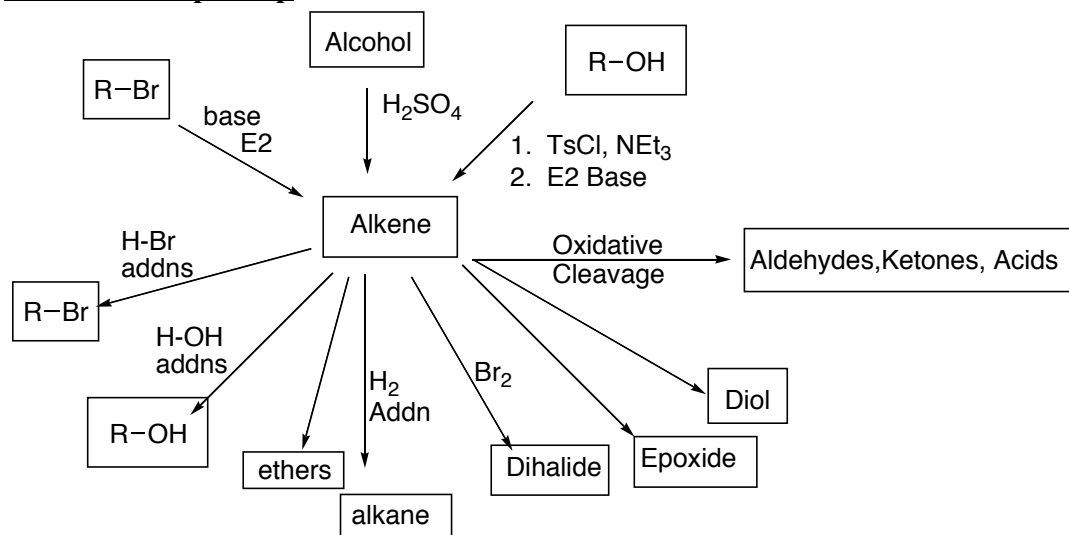 Alcohol
R–OH
R–Br
H2SO4
base
E2
1. TsCl, NEt3
2. E2 Base
Alkene
H-Br
addns
Oxidative
Cleavage
Aldehydes,Ketones, Acids
R–Br
H-OH
addns
H2
Addn
Br2
Diol
R–OH
ethers
Dihalide
Epoxide
alkane